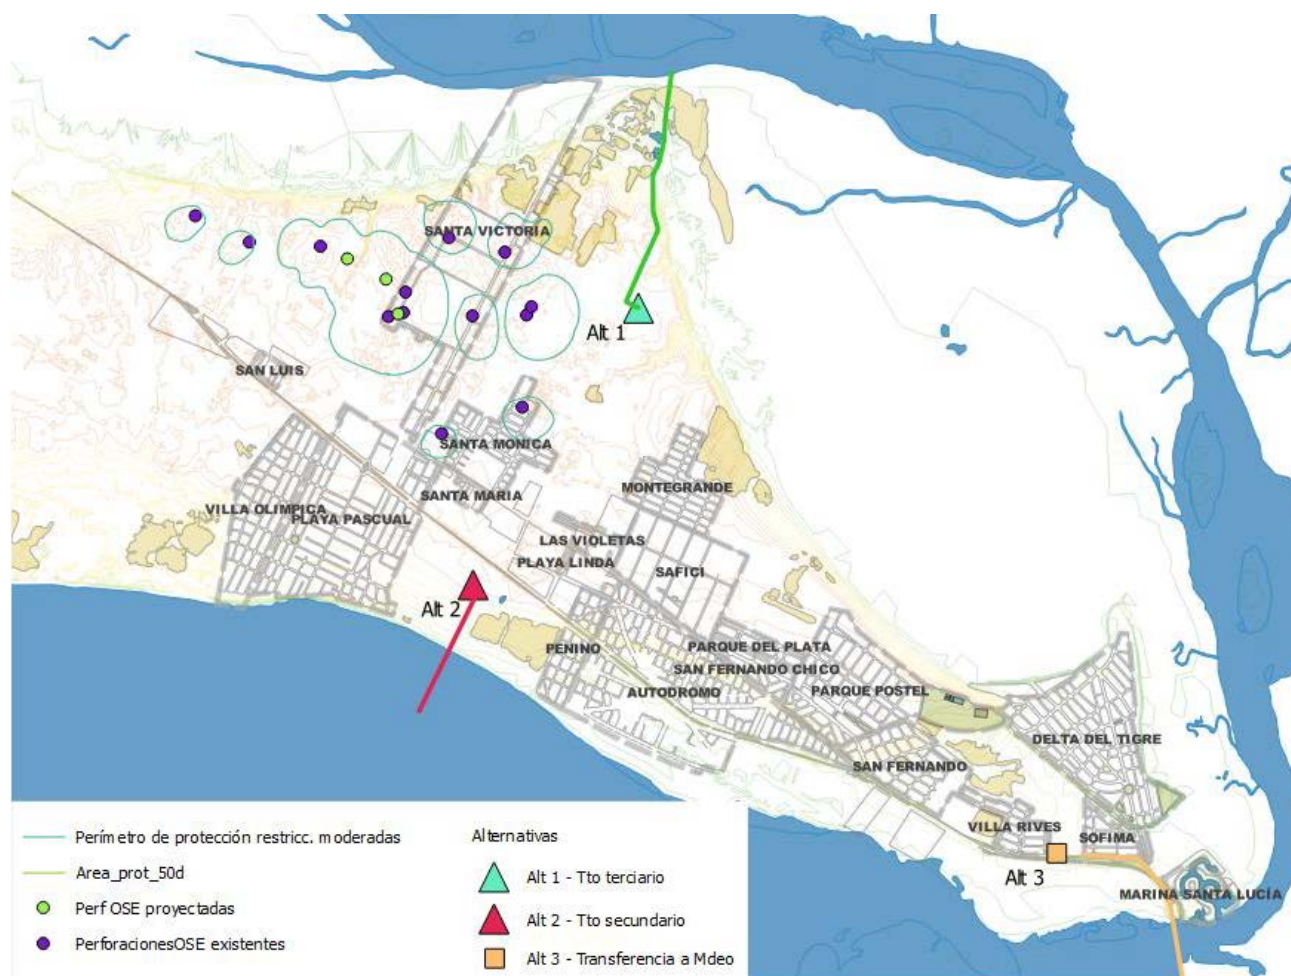 SANTA VICTORIA
Alt 1
SAN LUIS
SANTA MONICA
SANTA MARIA
MONTEGRANDE
VILLA OLIMPICA
PLAYA PASCUAL
LAS VIOLETAS
PLAYA LINDA
SAFICI
Alt 2
PENINO
PARQUE DEL PLATA
SAN FERNANDO CHICO
AUTODROMO
PARQUE POSTEL
DELTA DEL TIGRE
SAN FERNANDO
VILLA RIVES
SOFIMA
Alt 3
MARINA SANTA LUCÍA
Perímetro de protección restricc. moderadas
Area_prot_50d
Perf OSE proyectadas
PerforacionesOSE existentes
Alternativas
Alt 1 - Tto terciario
Alt 2 - Tto secundario
Alt 3 - Transferencia a Mdeo